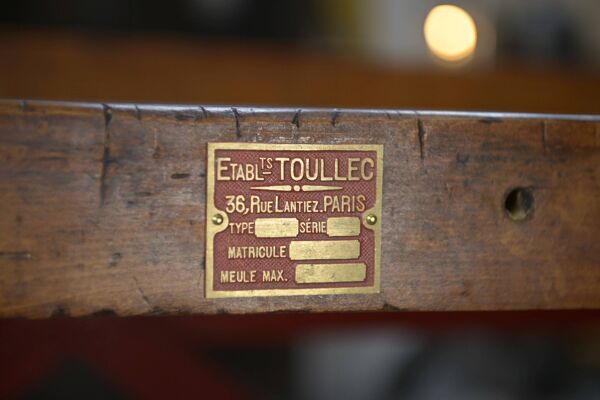 ETABLTS TOULLEC
36, RUE LANTIEZ. PARIS
TYPE SÉRIE
MATRICULE
MEULE MAX.